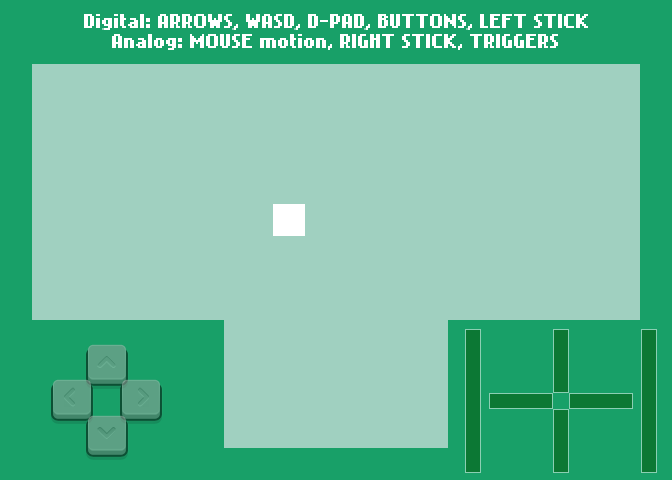 Digital: ARROWS, WASD, D-PAD, BUTTONS, LEFT STICK
Analog: MOUSE motion, RIGHT STICK, TRIGGERS